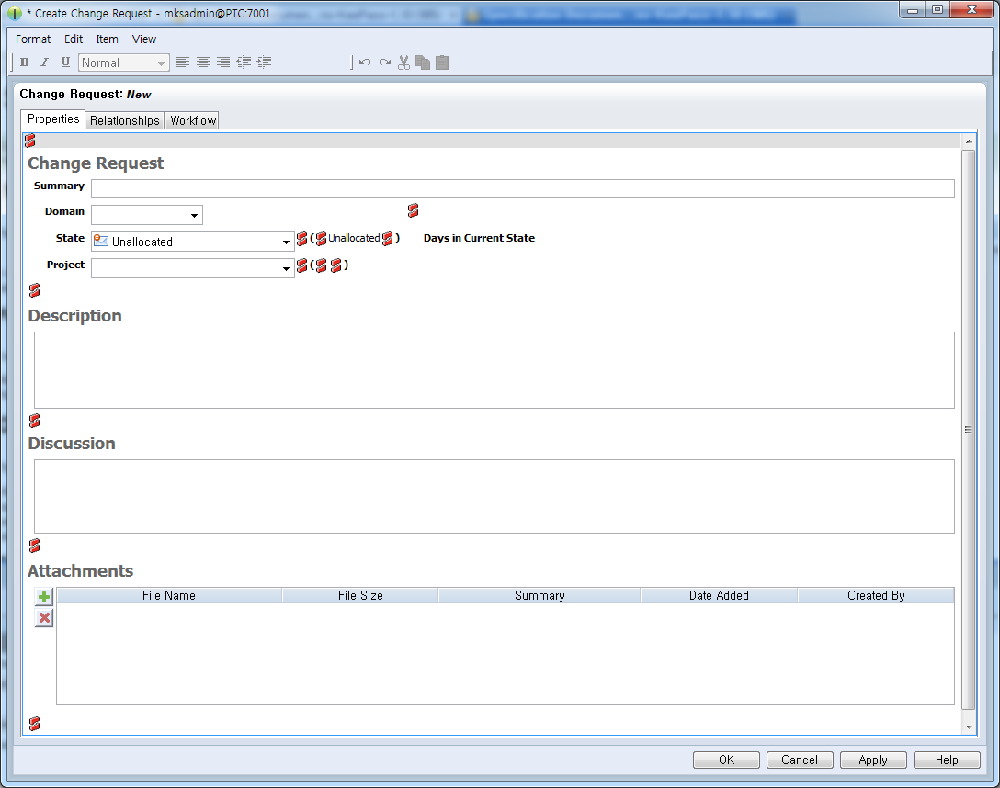 * Create Change Request - mksadmin@PTC:7001
Format Edit Item View
B I U Normal
Change Request: New
Properties Relationships Workflow
Change Request
Summary
Domain
State Unallocated ( Unallocated ) Days in Current State
Project ( )
Description
Discussion
Attachments
File Name File Size Summary Date Added Created By
OK Cancel Apply Help